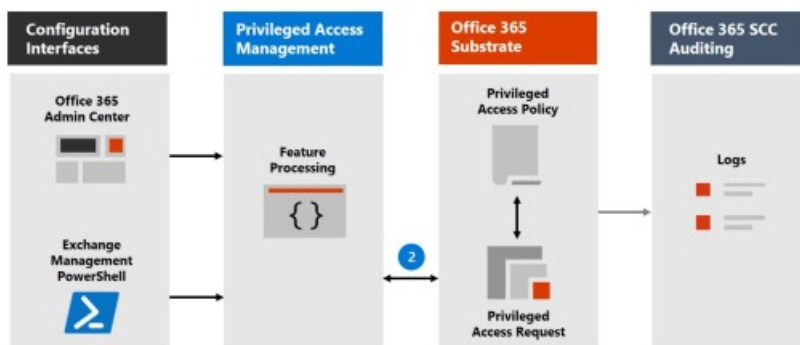 Configuration
Interfaces
Privileged Access
Management
Office 365
Substrate
Office 365 SCC
Auditing
Office 365
Admin Center
Exchange
Management
PowerShell
Feature
Processing
{}
2
Privileged
Access Policy
Privileged
Access Request
Logs